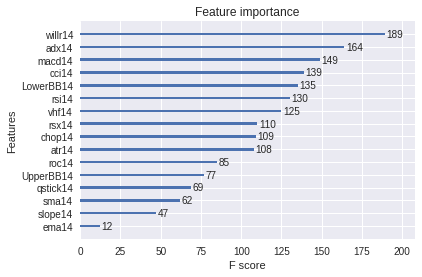 Feature importance
Features
willr14 189
adx14 164
macd14 149
cci14 139
LowerBB14 135
rsi14 130
vhf14 125
rsx14 110
chop14 109
atr14 108
roc14 85
UpperBB14 77
qstick14 69
sma14 62
slope14 47
ema14 12
0 25 50 75 100 125 150 175 200
F score